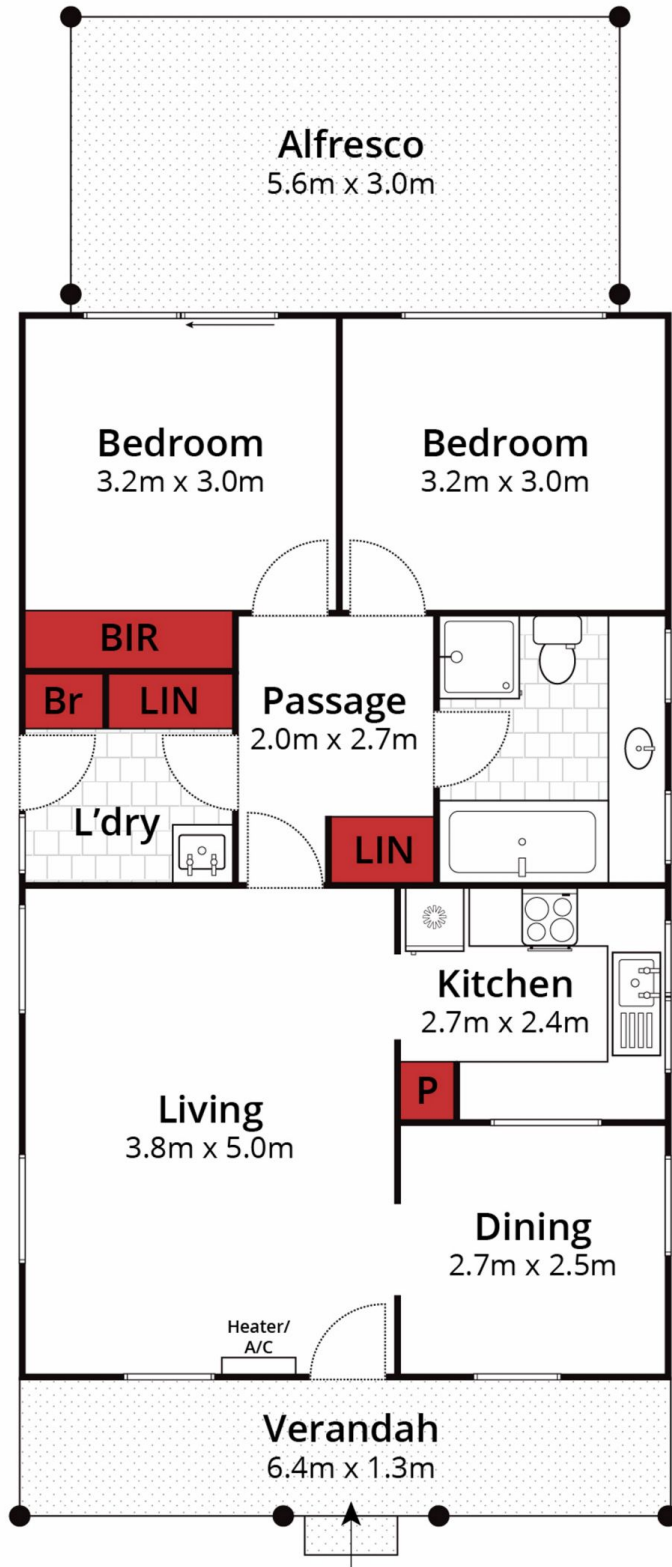 Alfresco
5.6m x 3.0m
Bedroom
3.2m x 3.0m
Bedroom
3.2m x 3.0m
BIR
Br
LIN
Passage
2.0m x 2.7m
L'dry
LIN
Kitchen
2.7m x 2.4m
P
Living
3.8m x 5.0m
Dining
2.7m x 2.5m
Heater/
A/C
Verandah
6.4m x 1.3m